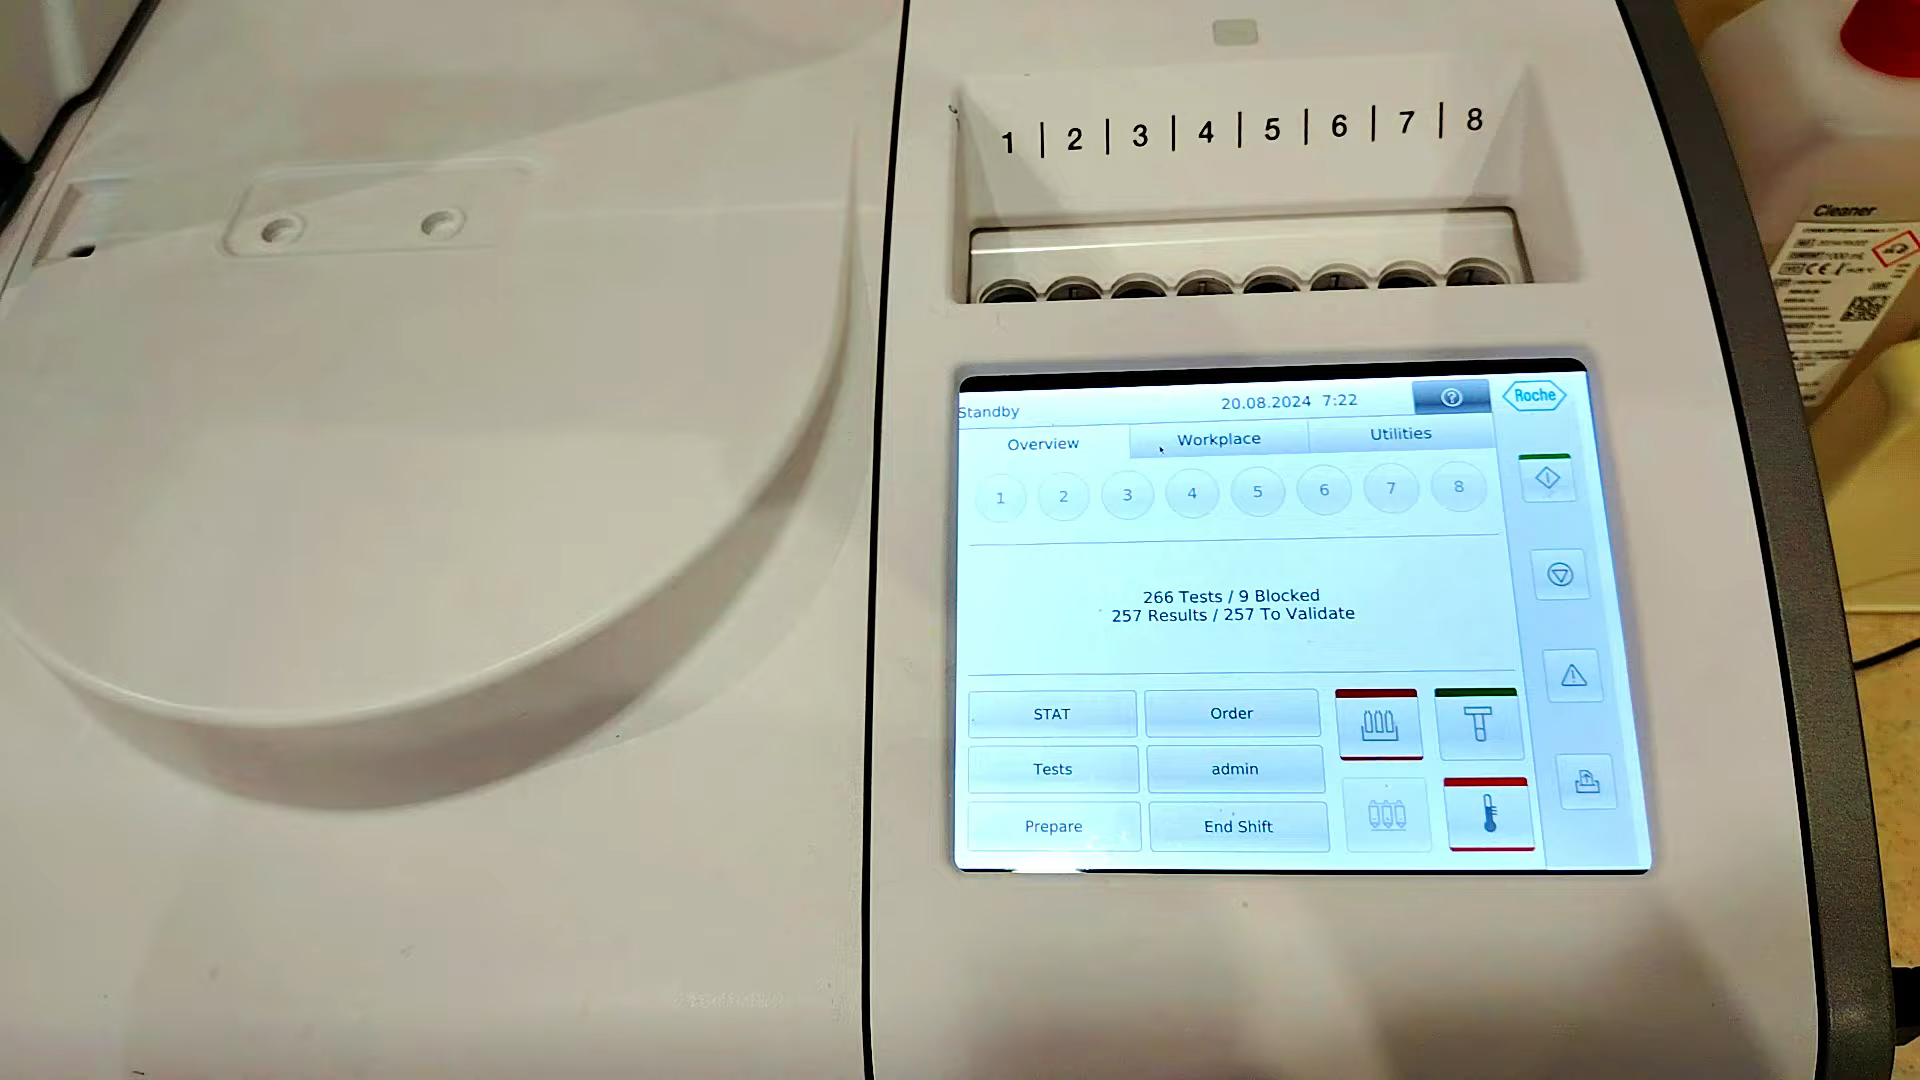 1 | 2 | 3 | 4 | 5 | 6 | 7 | 8
Cleaner
Standby
20.08.2024 7:22
Roche
Overview
Workplace
Utilities
1 2 3 4 5 6 7 8
266 Tests / 9 Blocked
257 Results / 257 To Validate
STAT
Order
Tests
admin
Prepare
End Shift